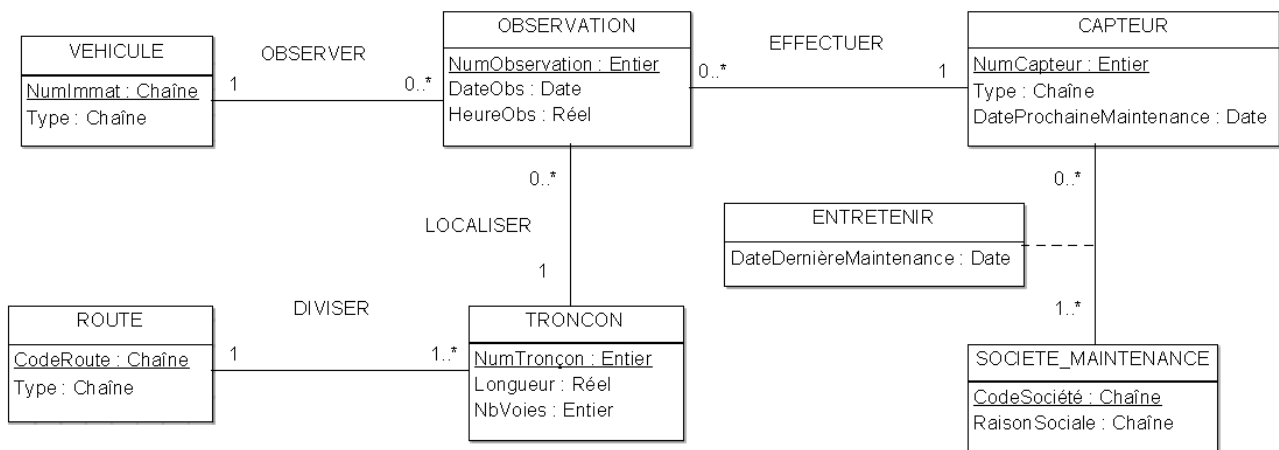 VEHICULE
NumImmat : Chaîne
Type : Chaîne
OBSERVER
1
0..*
OBSERVATION
NumObservation : Entier
DateObs : Date
HeureObs : Réel
EFFECTUER
0..*
1
CAPTEUR
NumCapteur : Entier
Type : Chaîne
DateProchaineMaintenance : Date
0..*
LOCALISER
1
0..*
ENTRETENIR
DateDernièreMaintenance : Date
1..*
ROUTE
CodeRoute : Chaîne
Type : Chaîne
DIVISER
1
1..*
TRONCON
NumTronçon : Entier
Longueur : Réel
NbVoies : Entier
SOCIETE_MAINTENANCE
CodeSociété : Chaîne
RaisonSociale : Chaîne